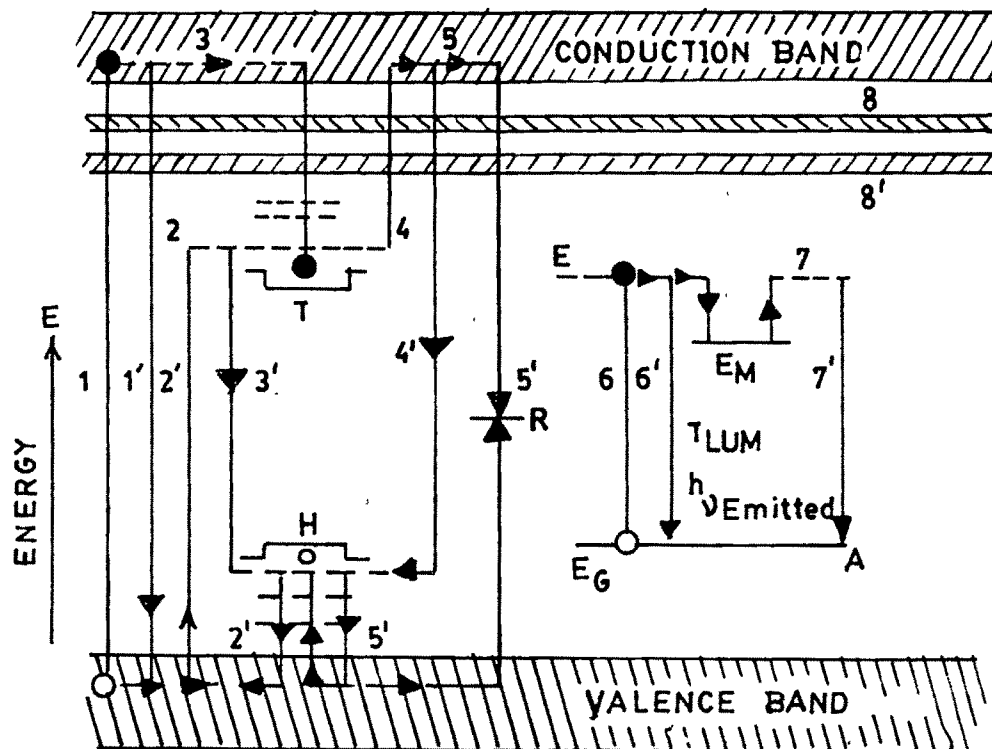 3
5
CONDUCTION BAND
8
8'
2
4
T
E
7
E
1
1'
2'
3'
4'
5'
R
6
6'
EM
7'
TLUM
hνEmitted
ENERGY
H
EG
A
2'
5'
VALENCE BAND